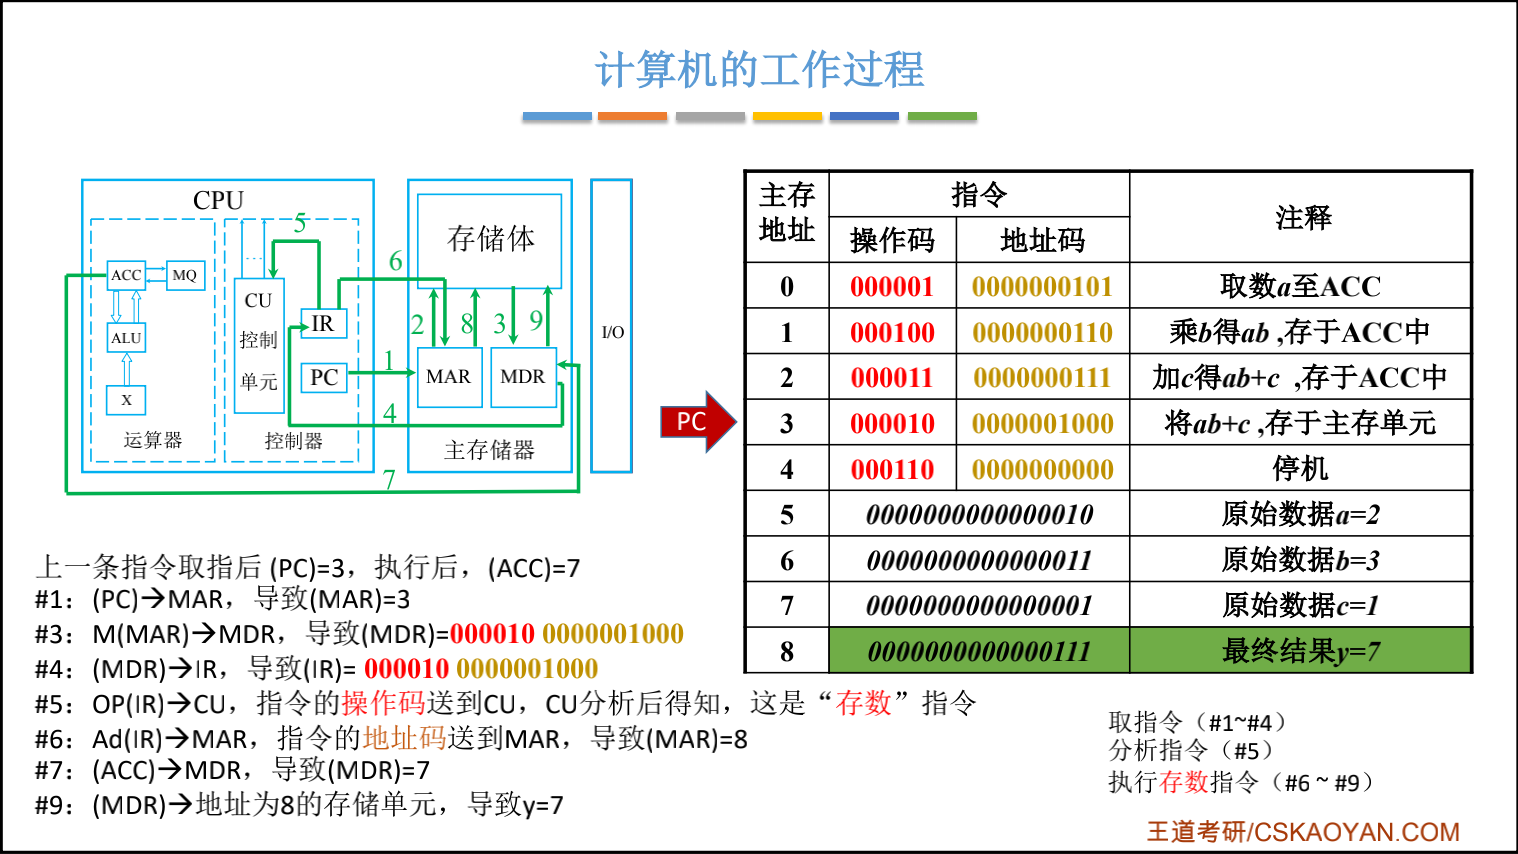 计算机的工作过程
CPU
5
ACC
MQ
ALU
X
运算器
···
CU
控制
单元
IR
PC
控制器
6
1
4
7
存储体
2
8
3
9
MAR
MDR
主存储器
I/O
PC
主存地址 指令 注释
操作码 地址码
0 000001 0000000101 取数a至ACC
1 000100 0000000110 乘b得ab ,存于ACC中
2 000011 0000000111 加c得ab+c ,存于ACC中
3 000010 0000001000 将ab+c ,存于主存单元
4 000110 0000000000 停机
5 0000000000000010 原始数据a=2
6 0000000000000011 原始数据b=3
7 0000000000000001 原始数据c=1
8 0000000000000111 最终结果y=7
上一条指令取指后 (PC)=3，执行后，(ACC)=7
#1：(PC)→MAR，导致(MAR)=3
#3：M(MAR)→MDR，导致(MDR)=000010 0000001000
#4：(MDR)→IR，导致(IR)= 000010 0000001000
#5：OP(IR)→CU，指令的操作码送到CU，CU分析后得知，这是“存数”指令
#6：Ad(IR)→MAR，指令的地址码送到MAR，导致(MAR)=8
#7：(ACC)→MDR，导致(MDR)=7
#9：(MDR)→地址为8的存储单元，导致y=7
取指令（#1~#4）
分析指令（#5）
执行存数指令（#6 ~ #9）
王道考研/CSKAOYAN.COM